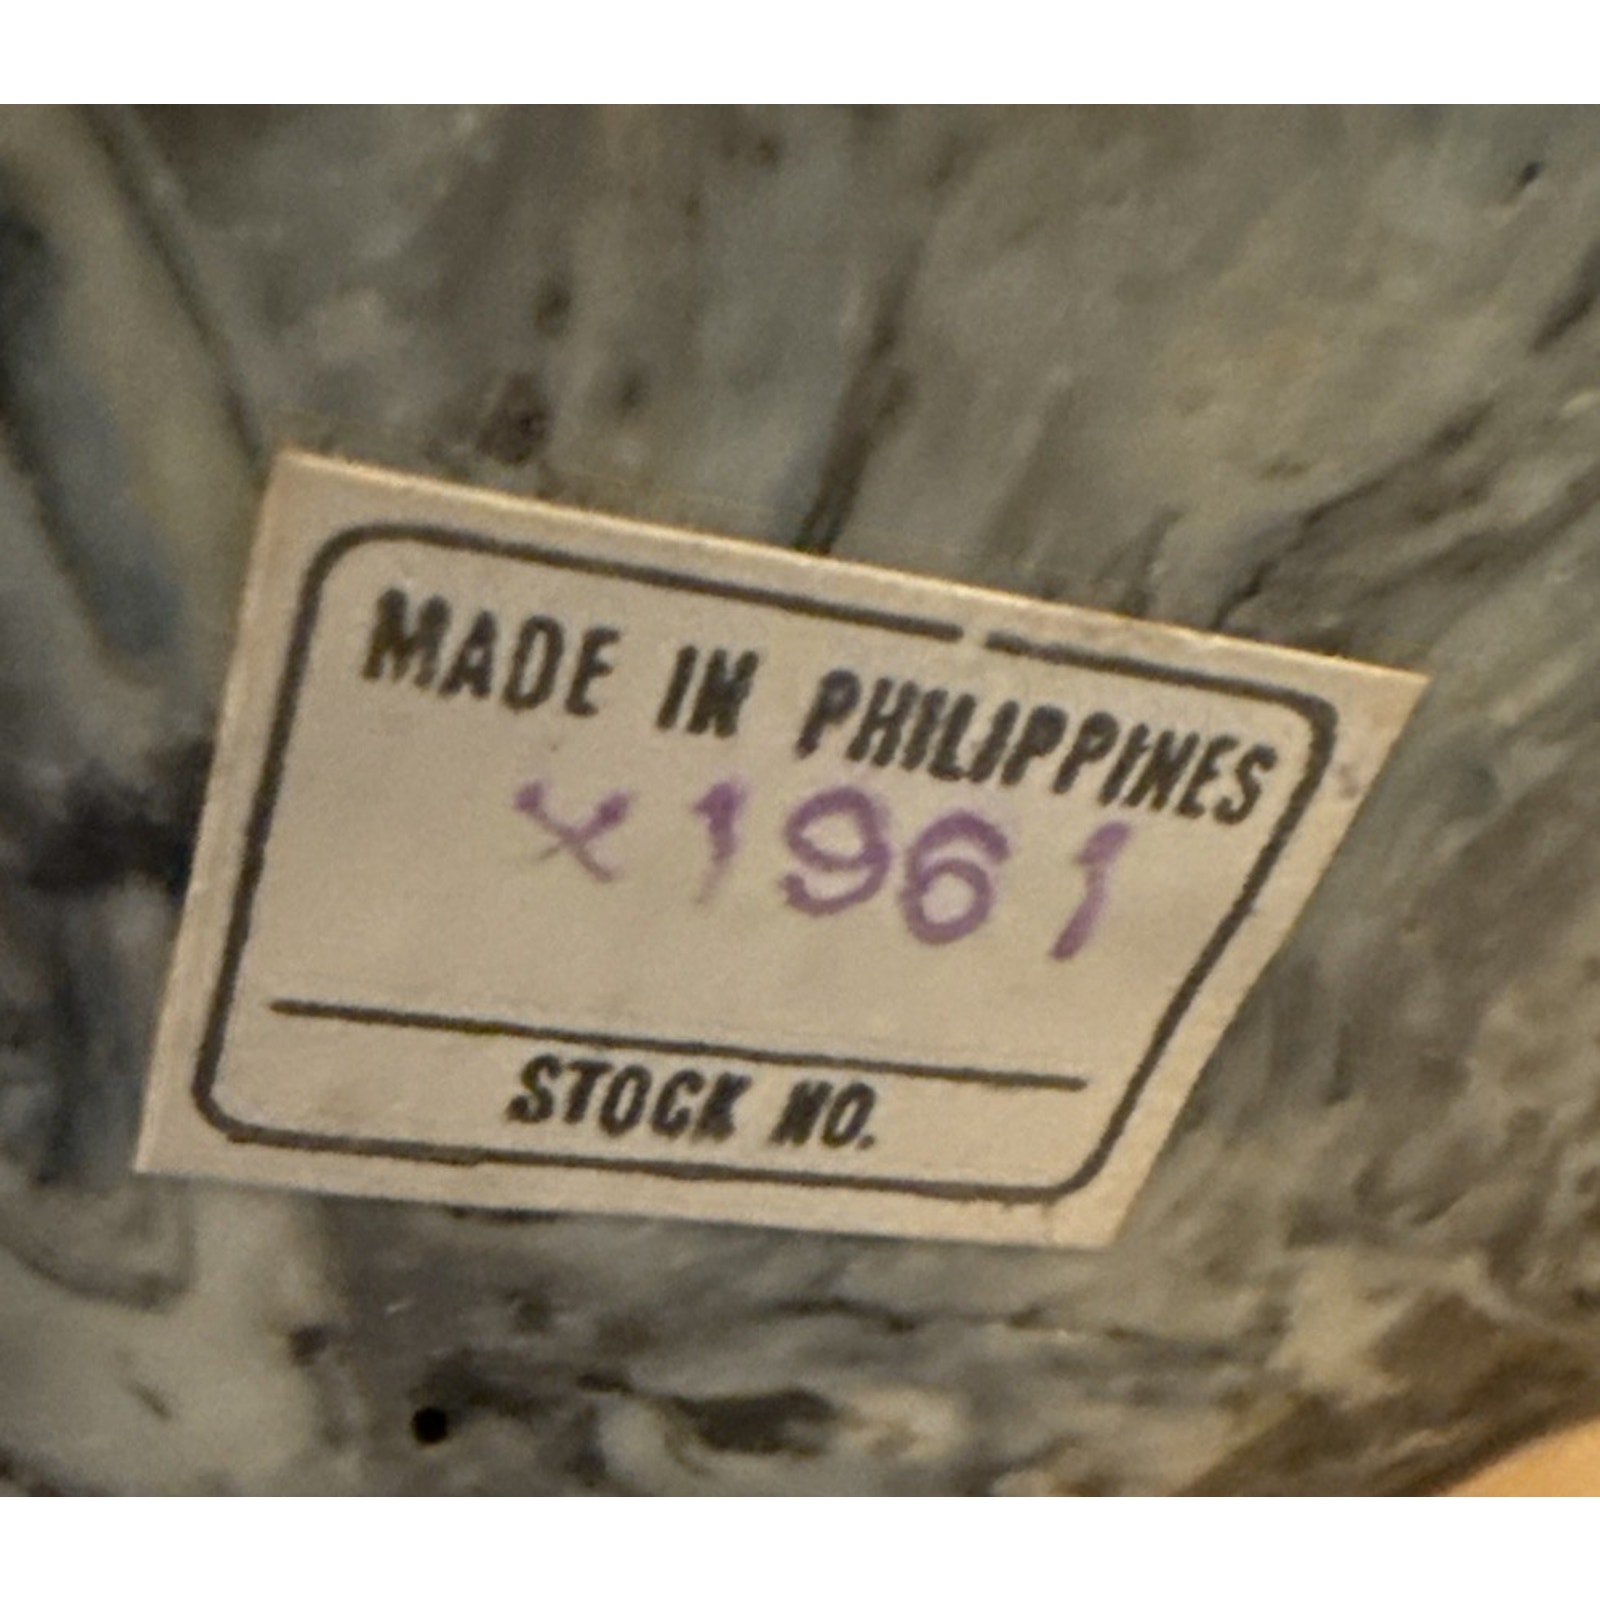 MADE IN PHILIPPINES
x1961
STOCK NO.